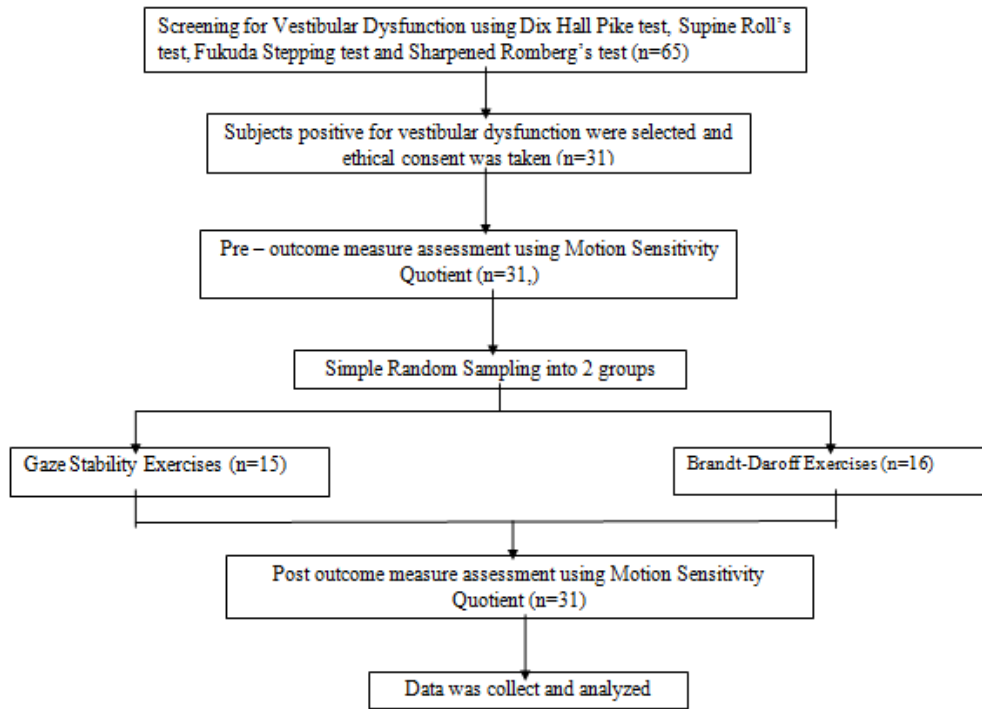 Screening for Vestibular Dysfunction using Dix Hall Pike test, Supine Roll's
test, Fukuda Stepping test and Sharpened Romberg's test (n=65)
Subjects positive for vestibular dysfunction were selected and
ethical consent was taken (n=31)
Pre – outcome measure assessment using Motion Sensitivity
Quotient (n=31,)
Simple Random Sampling into 2 groups
Gaze Stability Exercises (n=15)
Brandt-Daroff Exercises (n=16)
Post outcome measure assessment using Motion Sensitivity
Quotient (n=31)
Data was collect and analyzed